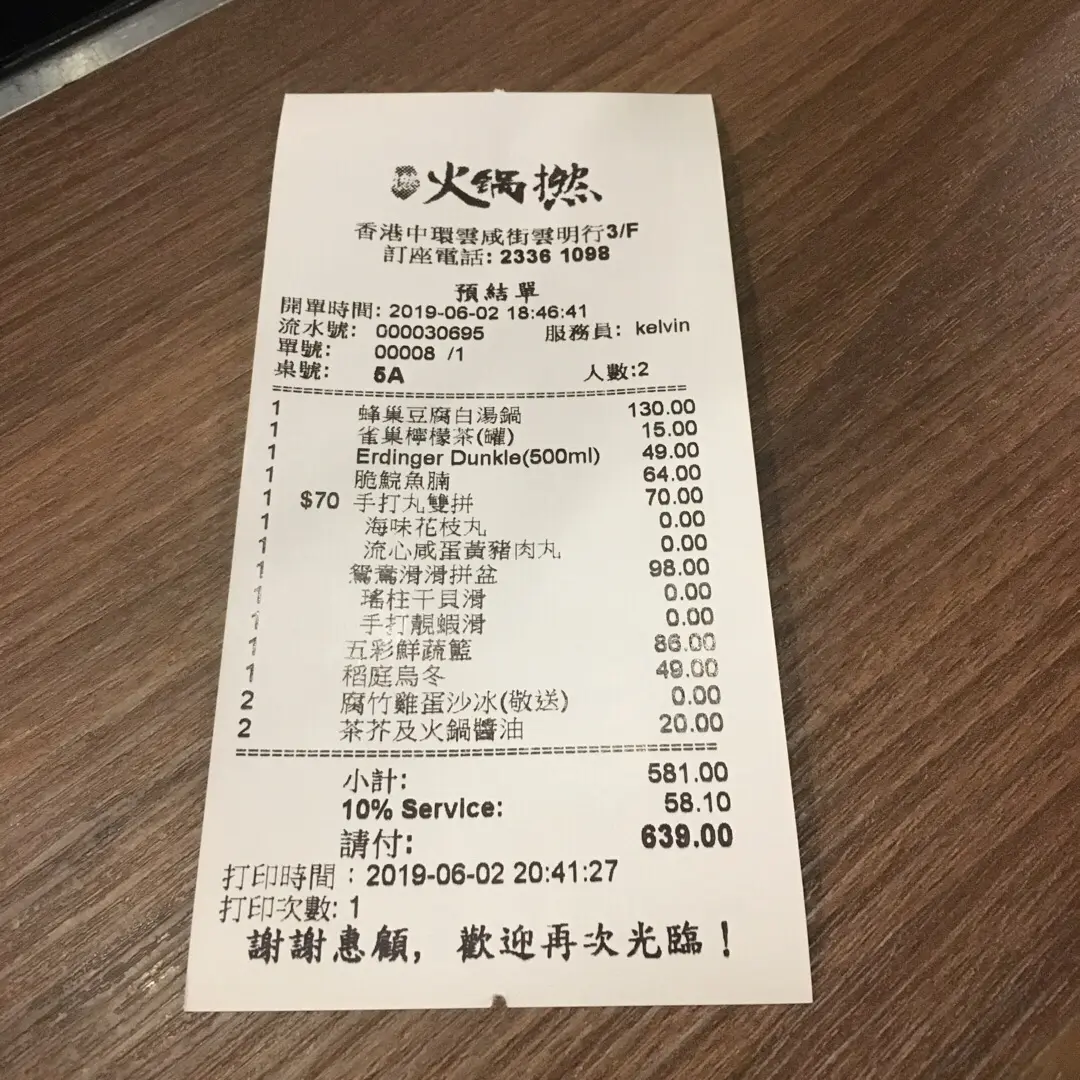 火鍋撚
香港中環雲咸街雲明行3/F
訂座電話: 2336 1098
預結單
開單時間: 2019-06-02 18:46:41
流水號: 000030695 服務員: kelvin
單號: 00008 /1
桌號: 5A 人數:2
1 蜂巢豆腐白湯鍋 130.00
1 雀巢檸檬茶(罐) 15.00
1 Erdinger Dunkle(500ml) 49.00
1 脆鯇魚腩 64.00
1 $70 手打丸雙拼 70.00
1 海味花枝丸 0.00
1 流心咸蛋黃豬肉丸 0.00
1 鴛鴦滑滑拼盆 98.00
1 瑤柱干貝滑 0.00
1 手打靚蝦滑 0.00
1 五彩鮮蔬籃 86.00
1 稻庭烏冬 49.00
2 腐竹雞蛋沙冰(敬送) 0.00
2 茶芥及火鍋醬油 20.00
小計: 581.00
10% Service: 58.10
請付: 639.00
打印時間：2019-06-02 20:41:27
打印次數: 1
謝謝惠顧，歡迎再次光臨！